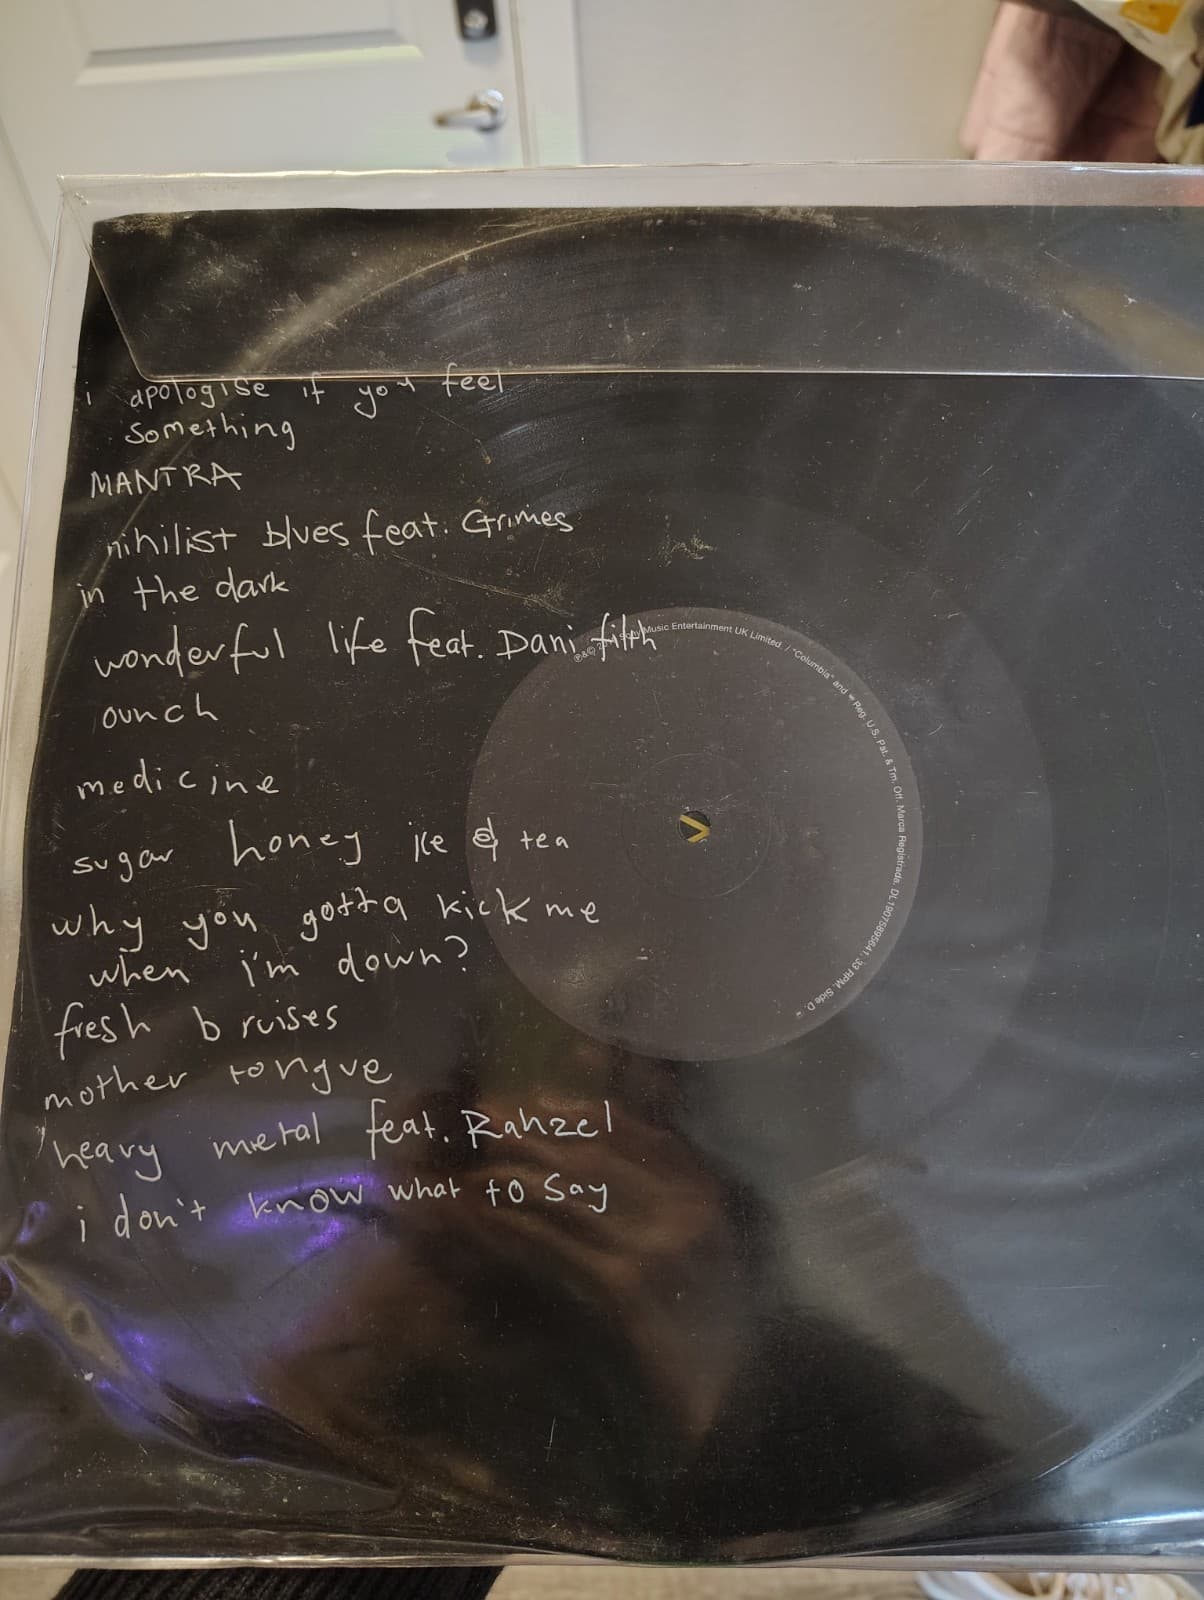 i apologise if you feel
something
MANTRA
nihilist blues feat. Grimes
in the dark
wonderful life feat. Dani filth
ounch
medicine
sugar honey ice & tea
why you gotta kick me
when i'm down?
fresh bruises
mother tongue
heavy metal feat. Rahzel
i don't know what to say
℗&© Sony Music Entertainment UK Limited. / "Columbia" and Reg. U.S. Pat. & Tm. Off. Marca Registrada. DL19075895641. 33 RPM. Side D.